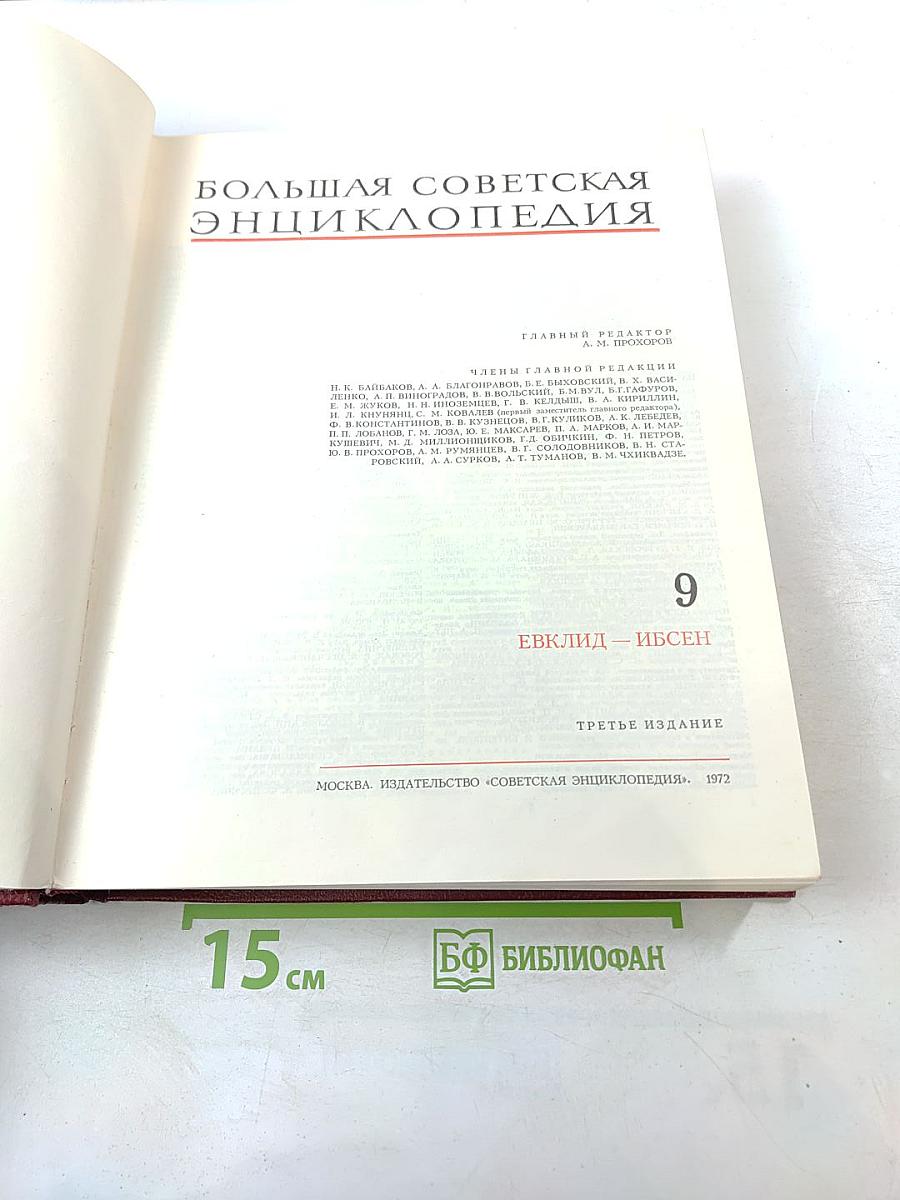 БОЛЬШАЯ СОВЕТСКАЯ
ЭНЦИКЛОПЕДИЯ
ГЛАВНЫЙ РЕДАКТОР
А. М. ПРОХОРОВ
ЧЛЕНЫ ГЛАВНОЙ РЕДАКЦИИ
Н. К. БАЙБАКОВ, А. А. БЛАГОНРАВОВ, Б. Е. БЫХОВСКИЙ, В. Х. ВАСИ-
ЛЕНКО, А. П. ВИНОГРАДОВ, В. В. ВОЛЬСКИЙ, Б. М. ВУЛ, Б. Г. ГАФУРОВ,
Е. М. ЖУКОВ, Н. Н. ИНОЗЕМЦЕВ, Г. В. КЕЛДЫШ, В. А. КИРИЛЛИН,
И. Л. КНУНЯНЦ, С. М. КОВАЛЕВ (первый заместитель главного редактора),
Ф. В. КОНСТАНТИНОВ, В. В. КУЗНЕЦОВ, В. Г. КУЛИКОВ, А. К. ЛЕБЕДЕВ,
П. П. ЛОБАНОВ, Г. М. ЛОЗА, Ю. Е. МАКСАРЕВ, П. А. МАРКОВ, А. И. МАР-
КУШЕВИЧ, М. Д. МИЛЛИОНЩИКОВ, Г. Д. ОБИЧКИН, Ф. Н. ПЕТРОВ,
Ю. В. ПРОХОРОВ, А. М. РУМЯНЦЕВ, В. Г. СОЛОДОВНИКОВ, В. Н. СТА-
РОВСКИЙ, А. А. СУРКОВ, А. Т. ТУМАНОВ, В. М. ЧХИКВАДЗЕ.
9
ЕВКЛИД — ИБСЕН
ТРЕТЬЕ ИЗДАНИЕ
МОСКВА. ИЗДАТЕЛЬСТВО «СОВЕТСКАЯ ЭНЦИКЛОПЕДИЯ». 1972
15 см
БФ БИБЛИОФАН